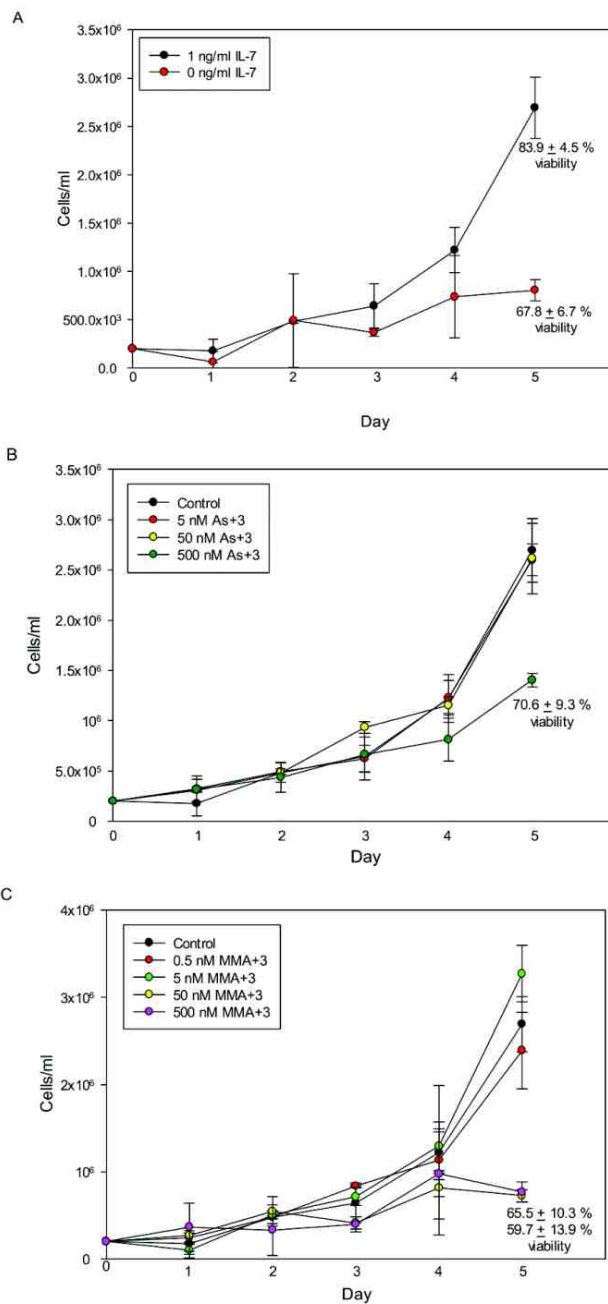 A
3.5x10⁶
3.0x10⁶
2.5x10⁶
2.0x10⁶
1.5x10⁶
1.0x10⁶
500.0x10³
0.0
Cells/ml
1 ng/ml IL-7
0 ng/ml IL-7
83.9 ± 4.5 %
viability
67.8 ± 6.7 %
viability
0 1 2 3 4 5
Day
B
3.5x10⁶
3.0x10⁶
2.5x10⁶
2.0x10⁶
1.5x10⁶
10⁶
5.0x10⁵
0
Cells/ml
Control
5 nM As+3
50 nM As+3
500 nM As+3
70.6 ± 9.3 %
viability
0 1 2 3 4 5
Day
C
4x10⁶
3x10⁶
2x10⁶
10⁶
0
Cells/ml
Control
0.5 nM MMA+3
5 nM MMA+3
50 nM MMA+3
500 nM MMA+3
65.5 ± 10.3 %
59.7 ± 13.9 %
viability
0 1 2 3 4 5
Day